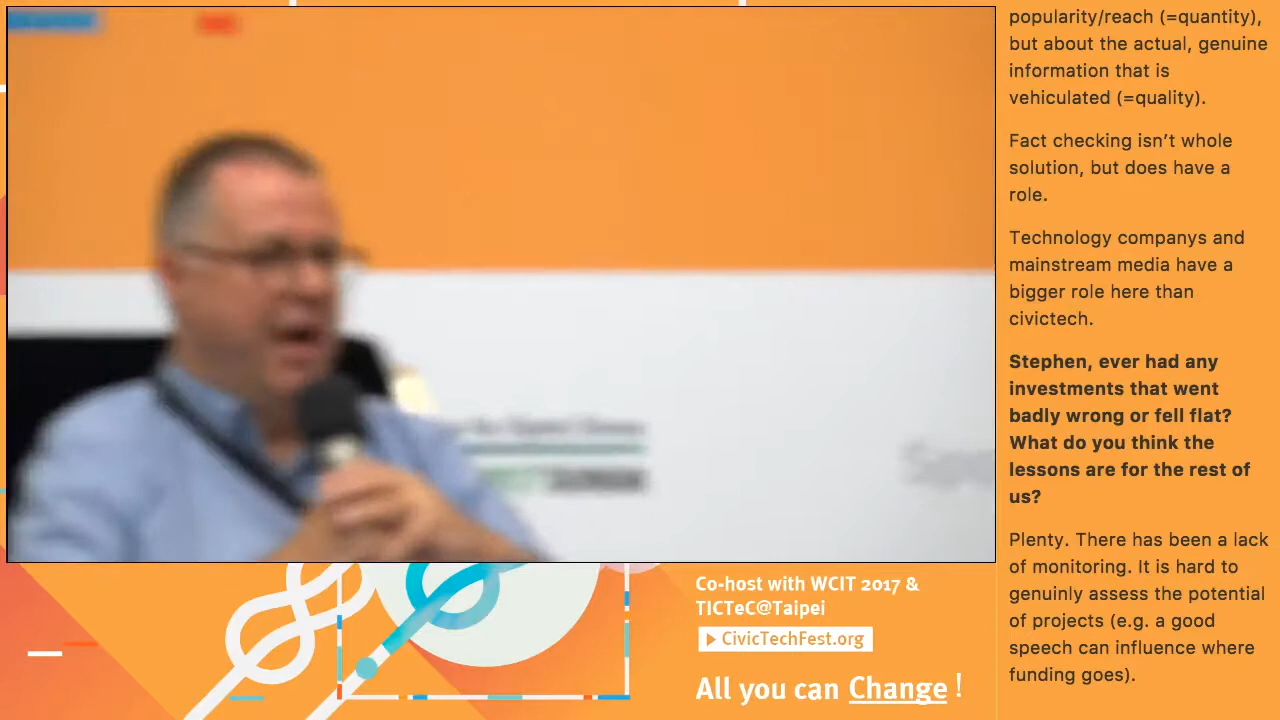 popularity/reach (=quantity),
but about the actual, genuine
information that is
vehiculated (=quality).
Fact checking isn’t whole
solution, but does have a
role.
Technology companys and
mainstream media have a
bigger role here than
civictech.
Stephen, ever had any
investments that went
badly wrong or fell flat?
What do you think the
lessons are for the rest of
us?
Plenty. There has been a lack
of monitoring. It is hard to
genuinly assess the potential
of projects (e.g. a good
speech can influence where
funding goes).
Co-host with WCIT 2017 &
TICTeC@Taipei
CivicTechFest.org
All you can Change !